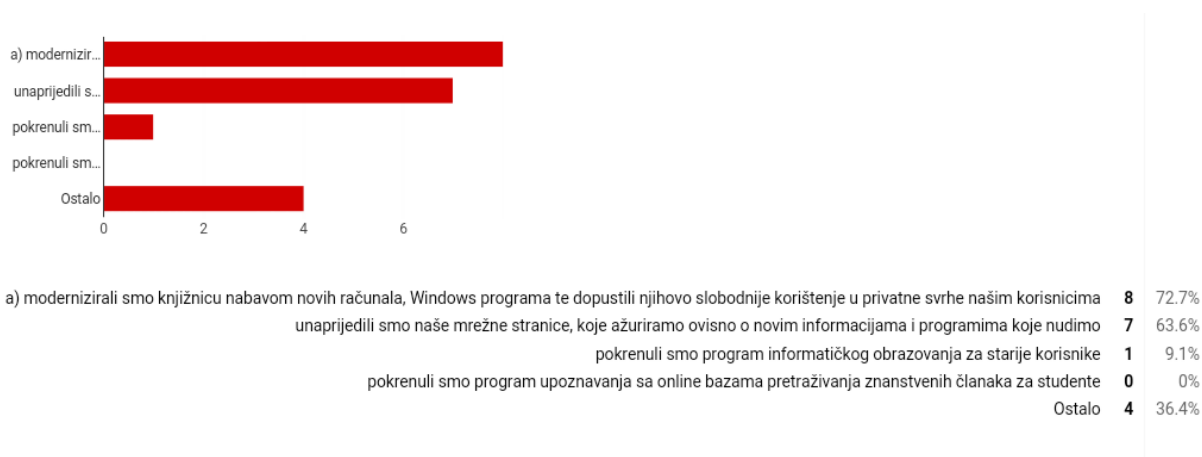 a) modernizir...
unaprijedili s...
pokrenuli sm...
pokrenuli sm...
Ostalo
0 2 4 6
a) modernizirali smo knjižnicu nabavom novih računala, Windows programa te dopustili njihovo slobodnije korištenje u privatne svrhe našim korisnicima 8 72.7%
unaprijedili smo naše mrežne stranice, koje ažuriramo ovisno o novim informacijama i programima koje nudimo 7 63.6%
pokrenuli smo program informatičkog obrazovanja za starije korisnike 1 9.1%
pokrenuli smo program upoznavanja sa online bazama pretraživanja znanstvenih članaka za studente 0 0%
Ostalo 4 36.4%